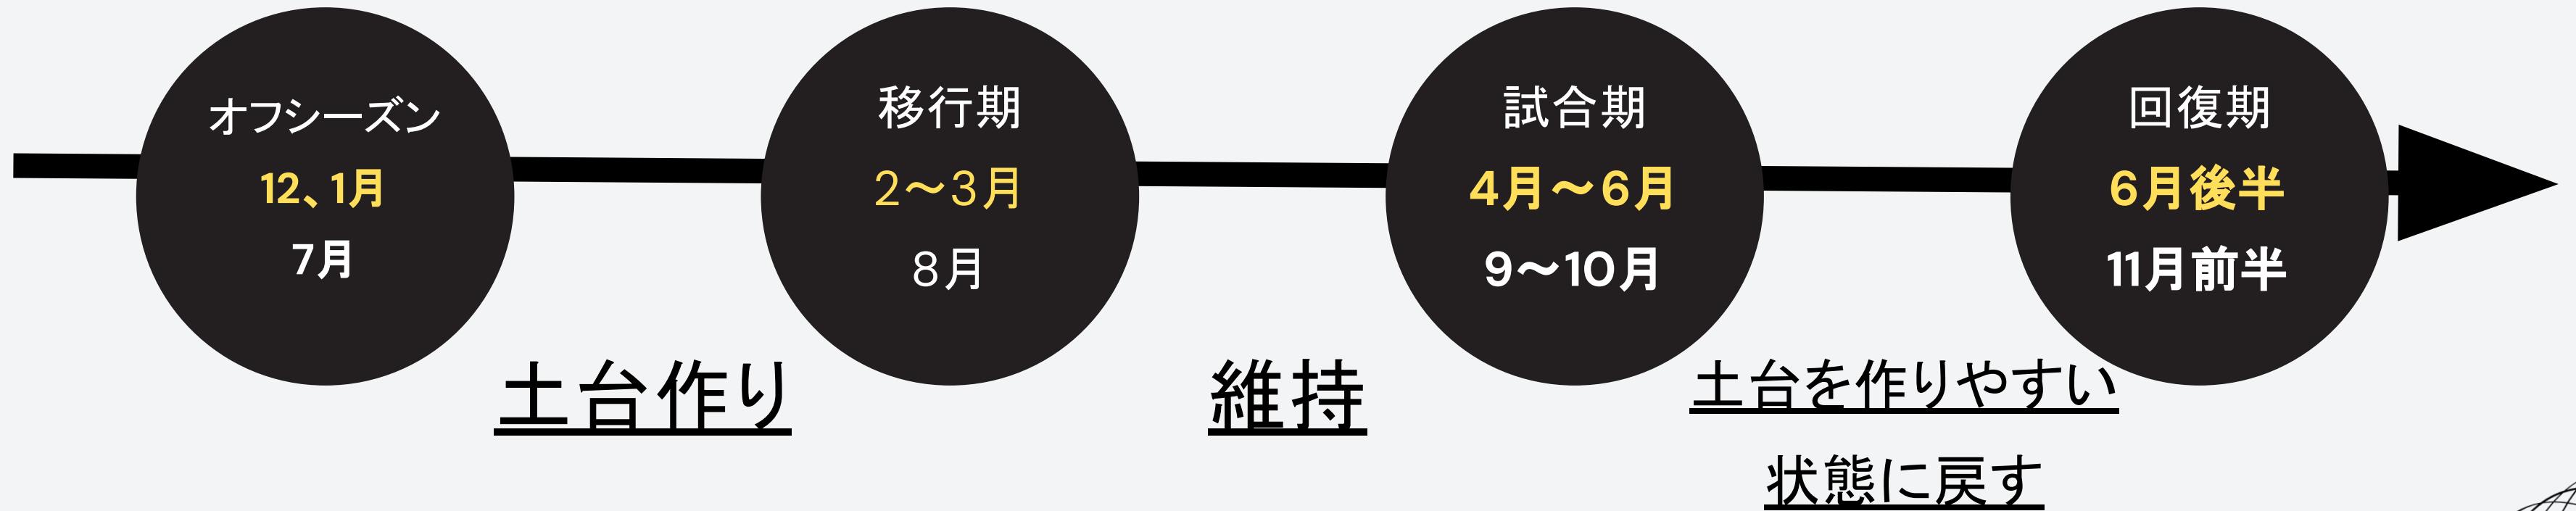 オフシーズン
12、1月
7月
移行期
2～3月
8月
試合期
4月～6月
9～10月
回復期
6月後半
11月前半
土台作り
維持
土台を作りやすい
状態に戻す